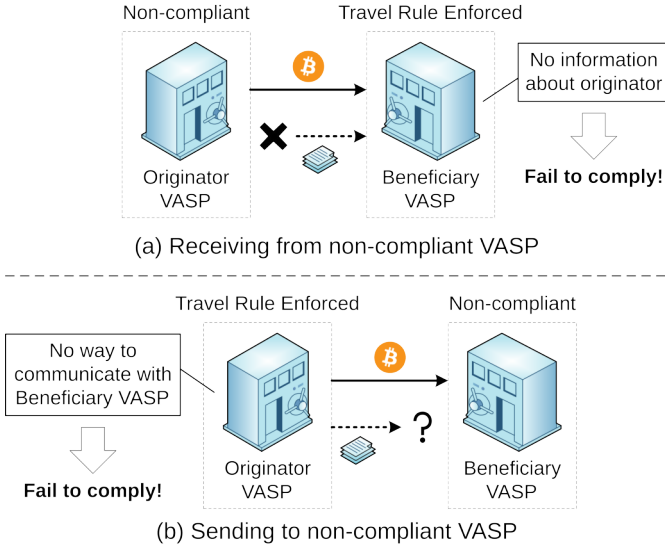 Non-compliant
Travel Rule Enforced
No information
about originator
Originator
VASP
Beneficiary
VASP
Fail to comply!
(a) Receiving from non-compliant VASP
Travel Rule Enforced
Non-compliant
No way to
communicate with
Beneficiary VASP
?
Originator
VASP
Beneficiary
VASP
Fail to comply!
(b) Sending to non-compliant VASP